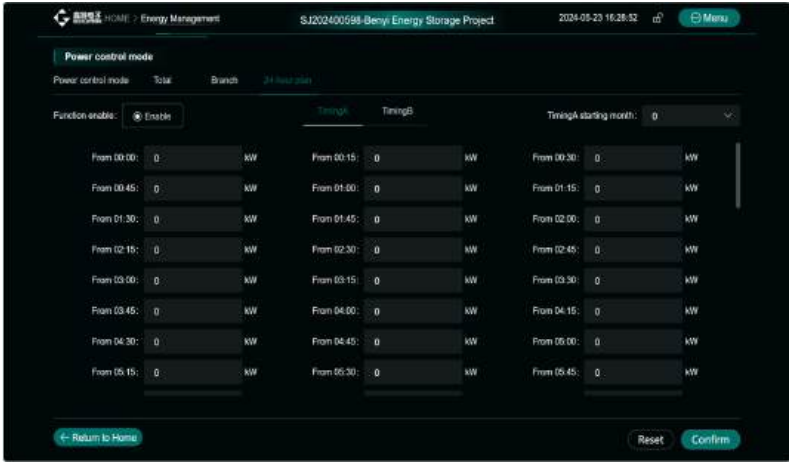 HOME > Energy Management
SJ202400598-Benyi Energy Storage Project
2024-05-23 16:28:52
Menu
Power control mode
Power control mode Total Branch 24 hour plan
Function enable: Enable
TimingA TimingB
TimingA starting month: 0
From 00:00: 0 kW From 00:15: 0 kW From 00:30: 0 kW
From 00:45: 0 kW From 01:00: 0 kW From 01:15: 0 kW
From 01:30: 0 kW From 01:45: 0 kW From 02:00: 0 kW
From 02:15: 0 kW From 02:30: 0 kW From 02:45: 0 kW
From 03:00: 0 kW From 03:15: 0 kW From 03:30: 0 kW
From 03:45: 0 kW From 04:00: 0 kW From 04:15: 0 kW
From 04:30: 0 kW From 04:45: 0 kW From 05:00: 0 kW
From 05:15: 0 kW From 05:30: 0 kW From 05:45: 0 kW
← Return to Home
Reset Confirm